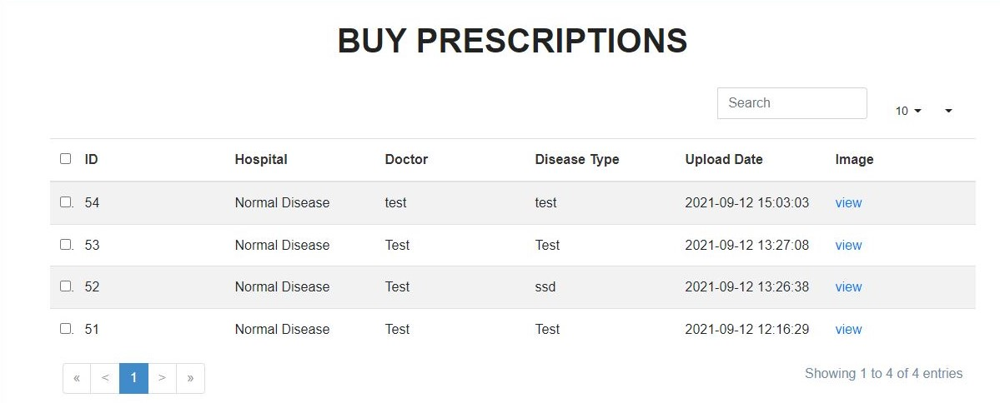 BUY PRESCRIPTIONS
Search 10
ID Hospital Doctor Disease Type Upload Date Image
. 54 Normal Disease test test 2021-09-12 15:03:03 view
. 53 Normal Disease Test Test 2021-09-12 13:27:08 view
. 52 Normal Disease Test ssd 2021-09-12 13:26:38 view
. 51 Normal Disease Test Test 2021-09-12 12:16:29 view
« < 1 > » Showing 1 to 4 of 4 entries